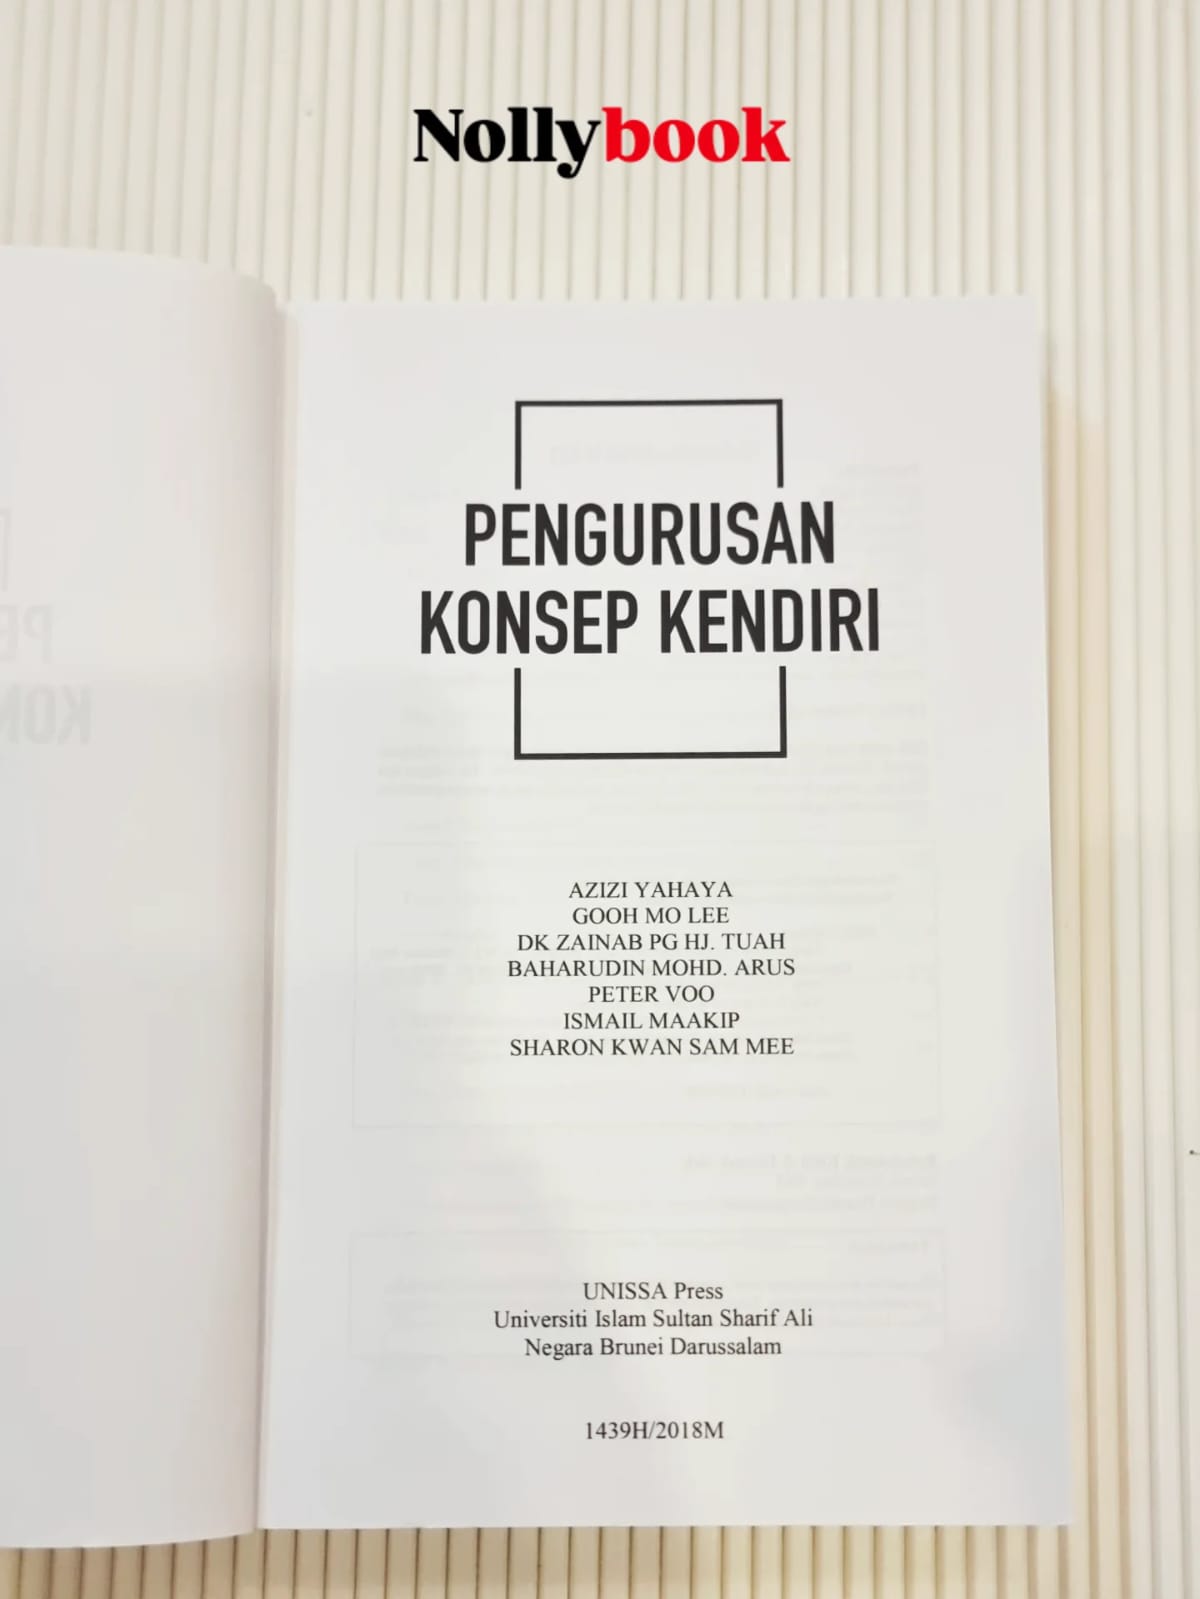 Nollybook
PENGURUSAN
KONSEP KENDIRI
AZIZI YAHAYA
GOOH MO LEE
DK ZAINAB PG HJ. TUAH
BAHARUDIN MOHD. ARUS
PETER VOO
ISMAIL MAAKIP
SHARON KWAN SAM MEE
UNISSA Press
Universiti Islam Sultan Sharif Ali
Negara Brunei Darussalam
1439H/2018M